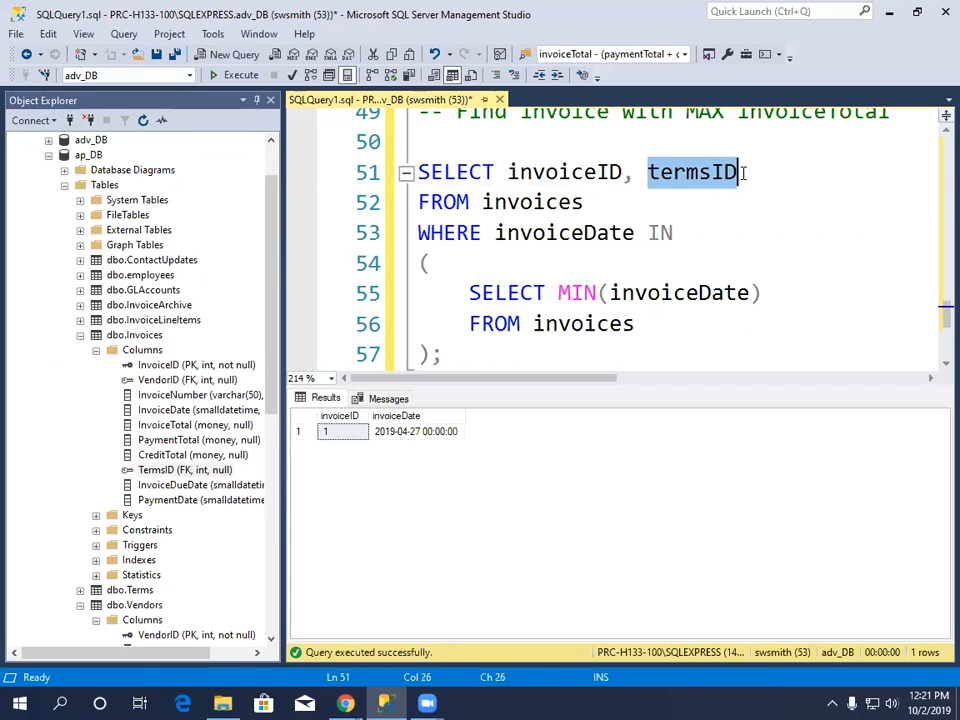 SQLQuery1.sql - PRC-H133-100\SQLEXPRESS.adv_DB (swsmith (53))* - Microsoft SQL Server Management Studio
Quick Launch (Ctrl+Q)
File Edit View Query Project Tools Window Help
New Query
invoiceTotal - (paymentTotal + c
adv_DB
Execute
Object Explorer
SQLQuery1.sql - PR...v_DB (swsmith (53))*
Connect
adv_DB
ap_DB
Database Diagrams
Tables
System Tables
FileTables
External Tables
Graph Tables
dbo.ContactUpdates
dbo.employees
dbo.GLAccounts
dbo.InvoiceArchive
dbo.InvoiceLineItems
dbo.Invoices
Columns
InvoiceID (PK, int, not null)
VendorID (FK, int, null)
InvoiceNumber (varchar(50),
InvoiceDate (smalldatetime,
InvoiceTotal (money, null)
PaymentTotal (money, null)
CreditTotal (money, null)
TermsID (FK, int, null)
InvoiceDueDate (smalldatetin
PaymentDate (smalldatetime
Keys
Constraints
Triggers
Indexes
Statistics
dbo.Terms
dbo.Vendors
Columns
VendorID (PK, int, not null)
49 -- Find invoice with MAX invoiceTotal
50
51 SELECT invoiceID, termsID
52 FROM invoices
53 WHERE invoiceDate IN
54 (
55 SELECT MIN(invoiceDate)
56 FROM invoices
57 );
214 %
Results Messages
invoiceID invoiceDate
1 1 2019-04-27 00:00:00
Query executed successfully. PRC-H133-100\SQLEXPRESS (14... swsmith (53) adv_DB 00:00:00 1 rows
Ready Ln 51 Col 26 Ch 26 INS
12:21 PM
10/2/2019